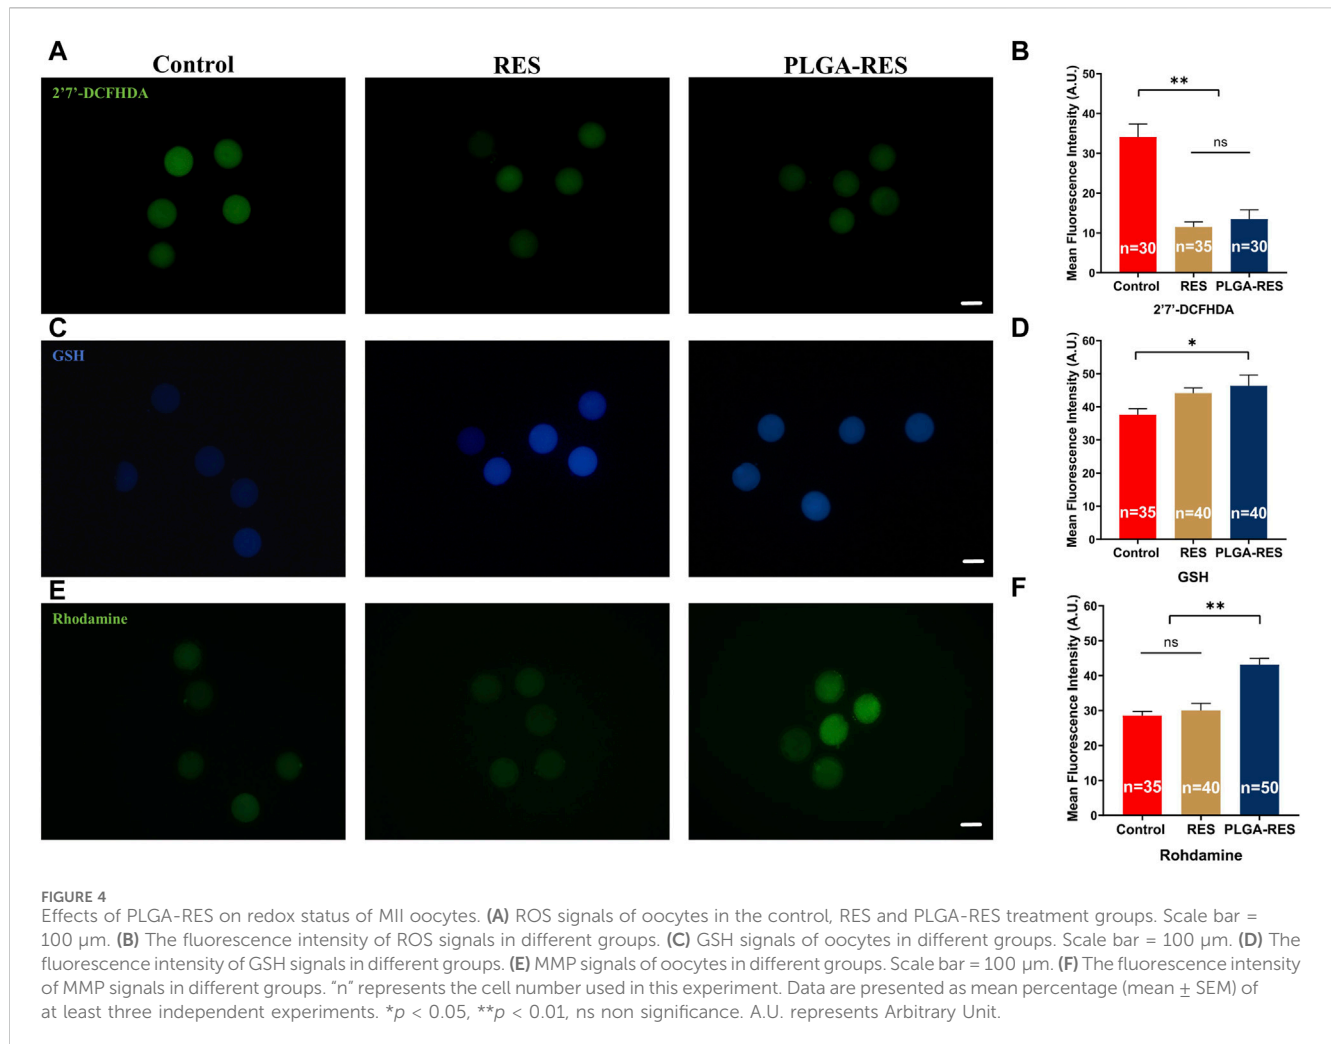 A
Control
RES
PLGA-RES
2'7'-DCFHDA
B
Mean Fluorescence Intensity (A.U.)
50
40
30
20
10
0
**
ns
n=30
n=35
n=30
Control RES PLGA-RES
2'7'-DCFHDA
C
GSH
D
Mean Fluorescence Intensity (A.U.)
60
50
40
30
20
10
0
*
n=35
n=40
n=40
Control RES PLGA-RES
GSH
E
Rhodamine
F
Mean Fluorescence Intensity (A.U.)
60
50
40
30
20
10
0
**
ns
n=35
n=40
n=50
Control RES PLGA-RES
Rohdamine
FIGURE 4
Effects of PLGA-RES on redox status of MII oocytes. (A) ROS signals of oocytes in the control, RES and PLGA-RES treatment groups. Scale bar =
100 µm. (B) The fluorescence intensity of ROS signals in different groups. (C) GSH signals of oocytes in different groups. Scale bar = 100 µm. (D) The
fluorescence intensity of GSH signals in different groups. (E) MMP signals of oocytes in different groups. Scale bar = 100 µm. (F) The fluorescence intensity
of MMP signals in different groups. "n" represents the cell number used in this experiment. Data are presented as mean percentage (mean ± SEM) of
at least three independent experiments. *p < 0.05, **p < 0.01, ns non significance. A.U. represents Arbitrary Unit.